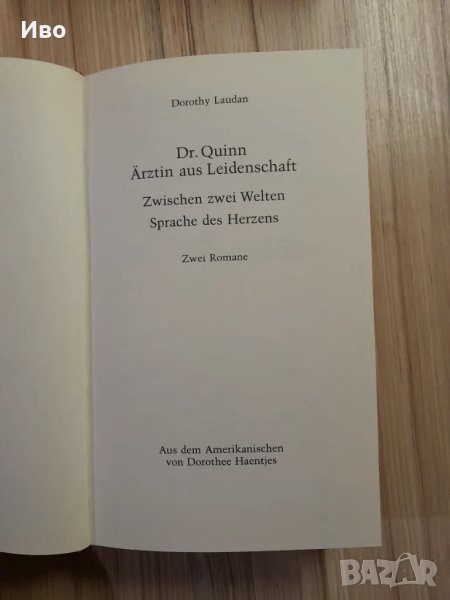 Иво
Dorothy Laudan
Dr. Quinn
Ärztin aus Leidenschaft
Zwischen zwei Welten
Sprache des Herzens
Zwei Romane
Aus dem Amerikanischen
von Dorothee Haentjes
BAZAR